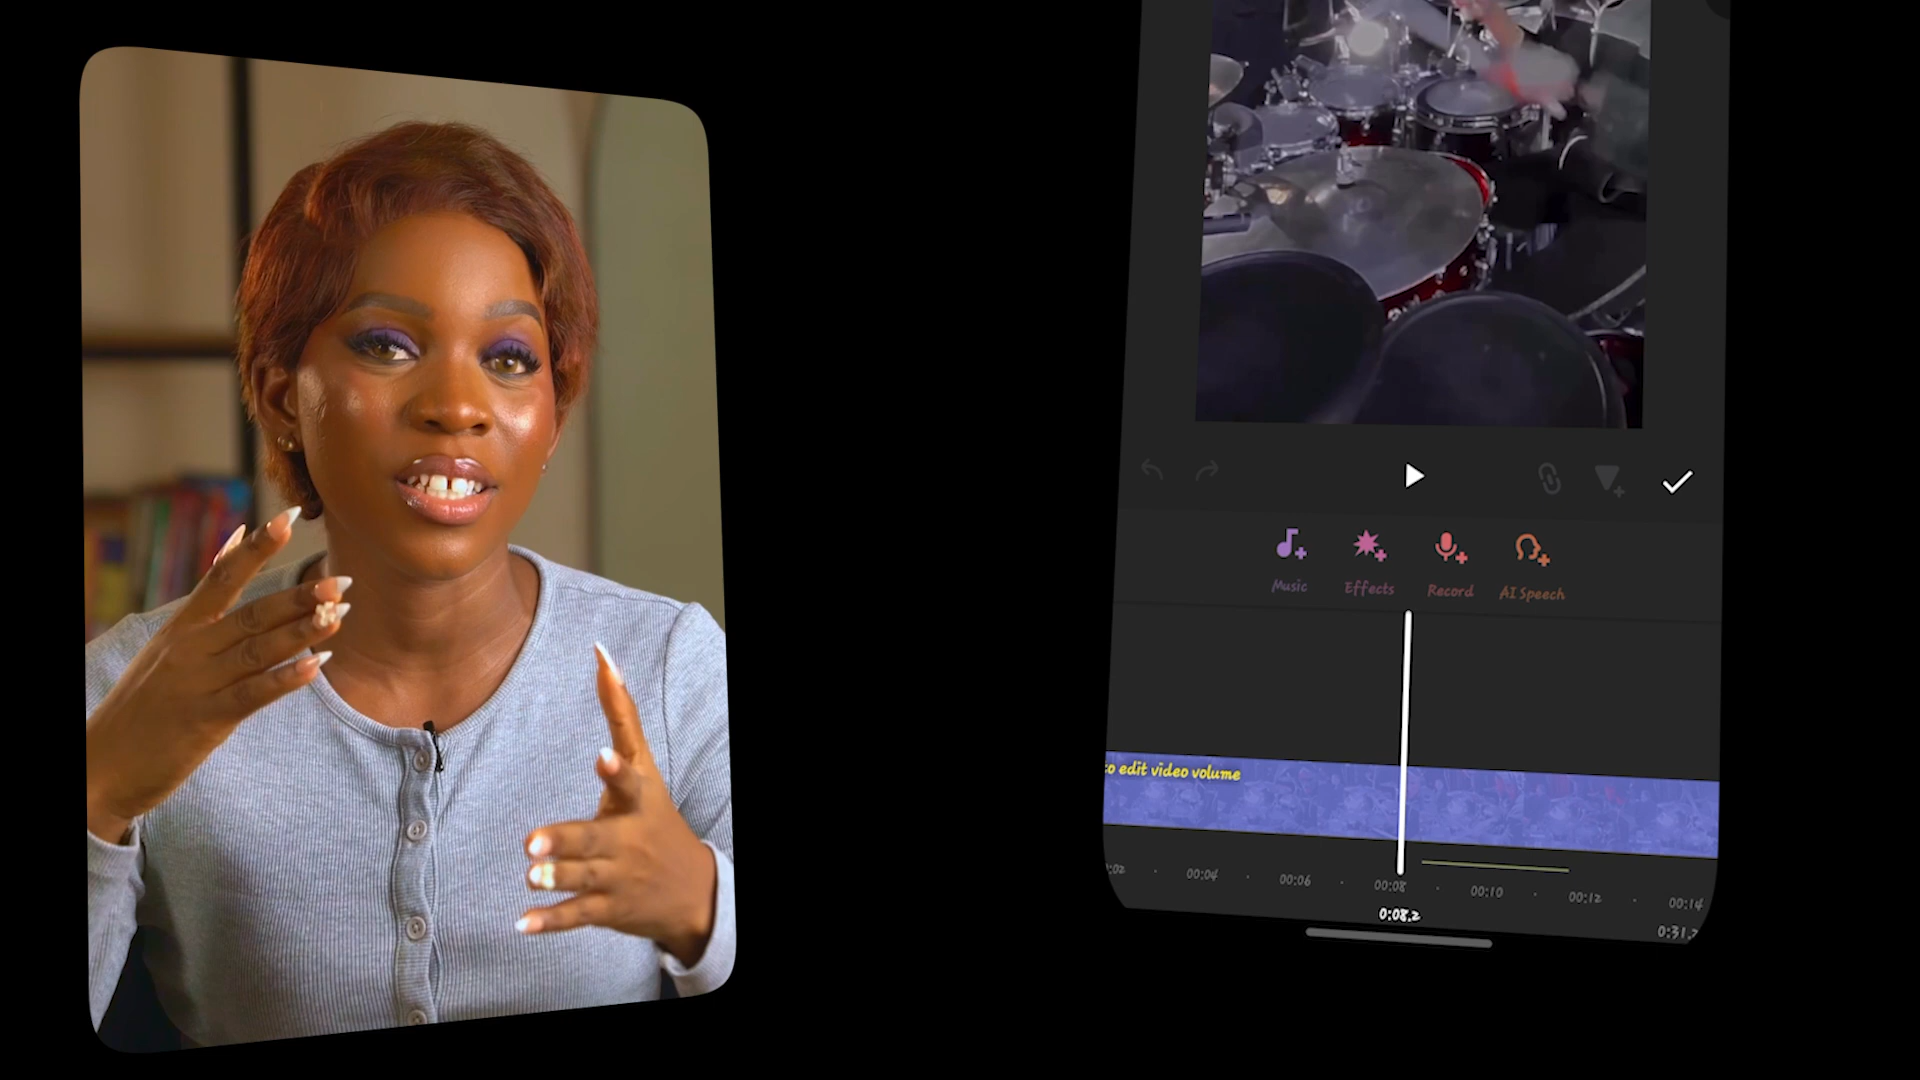 Music Effects Record AI Speech
to edit video volume
:02 00:04 00:06 00:08 00:10 00:12 00:14
0:08.2
0:31.2